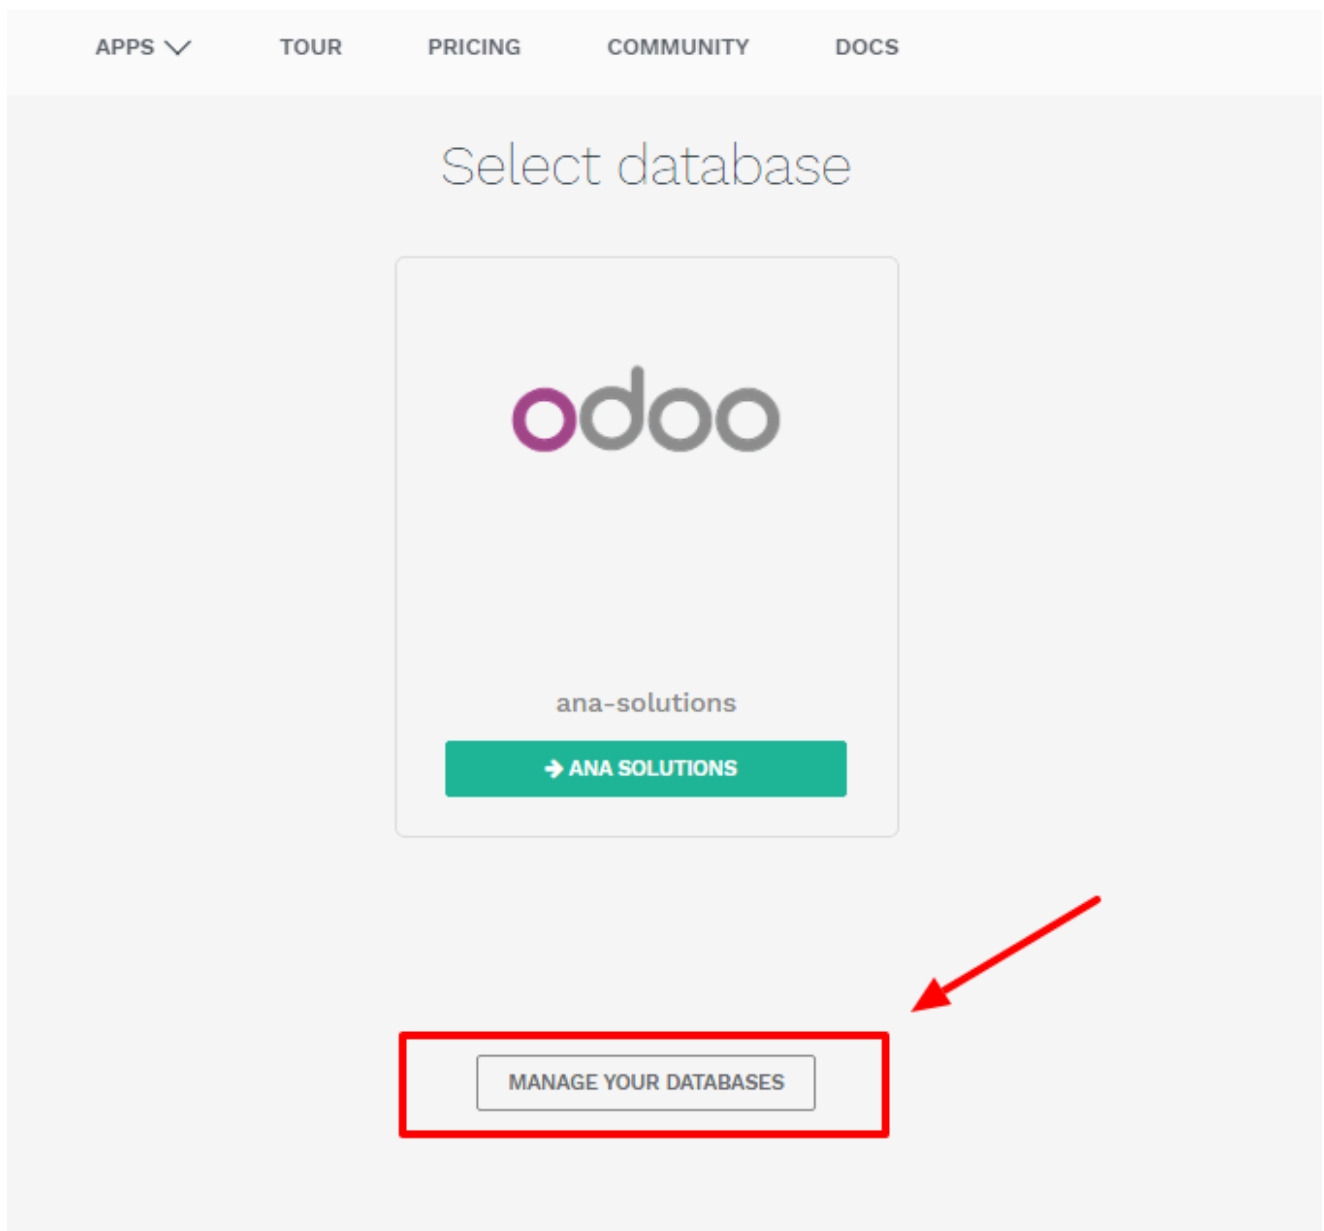 APPS TOUR PRICING COMMUNITY DOCS
Select database
odoo
ana-solutions
ANA SOLUTIONS
MANAGE YOUR DATABASES